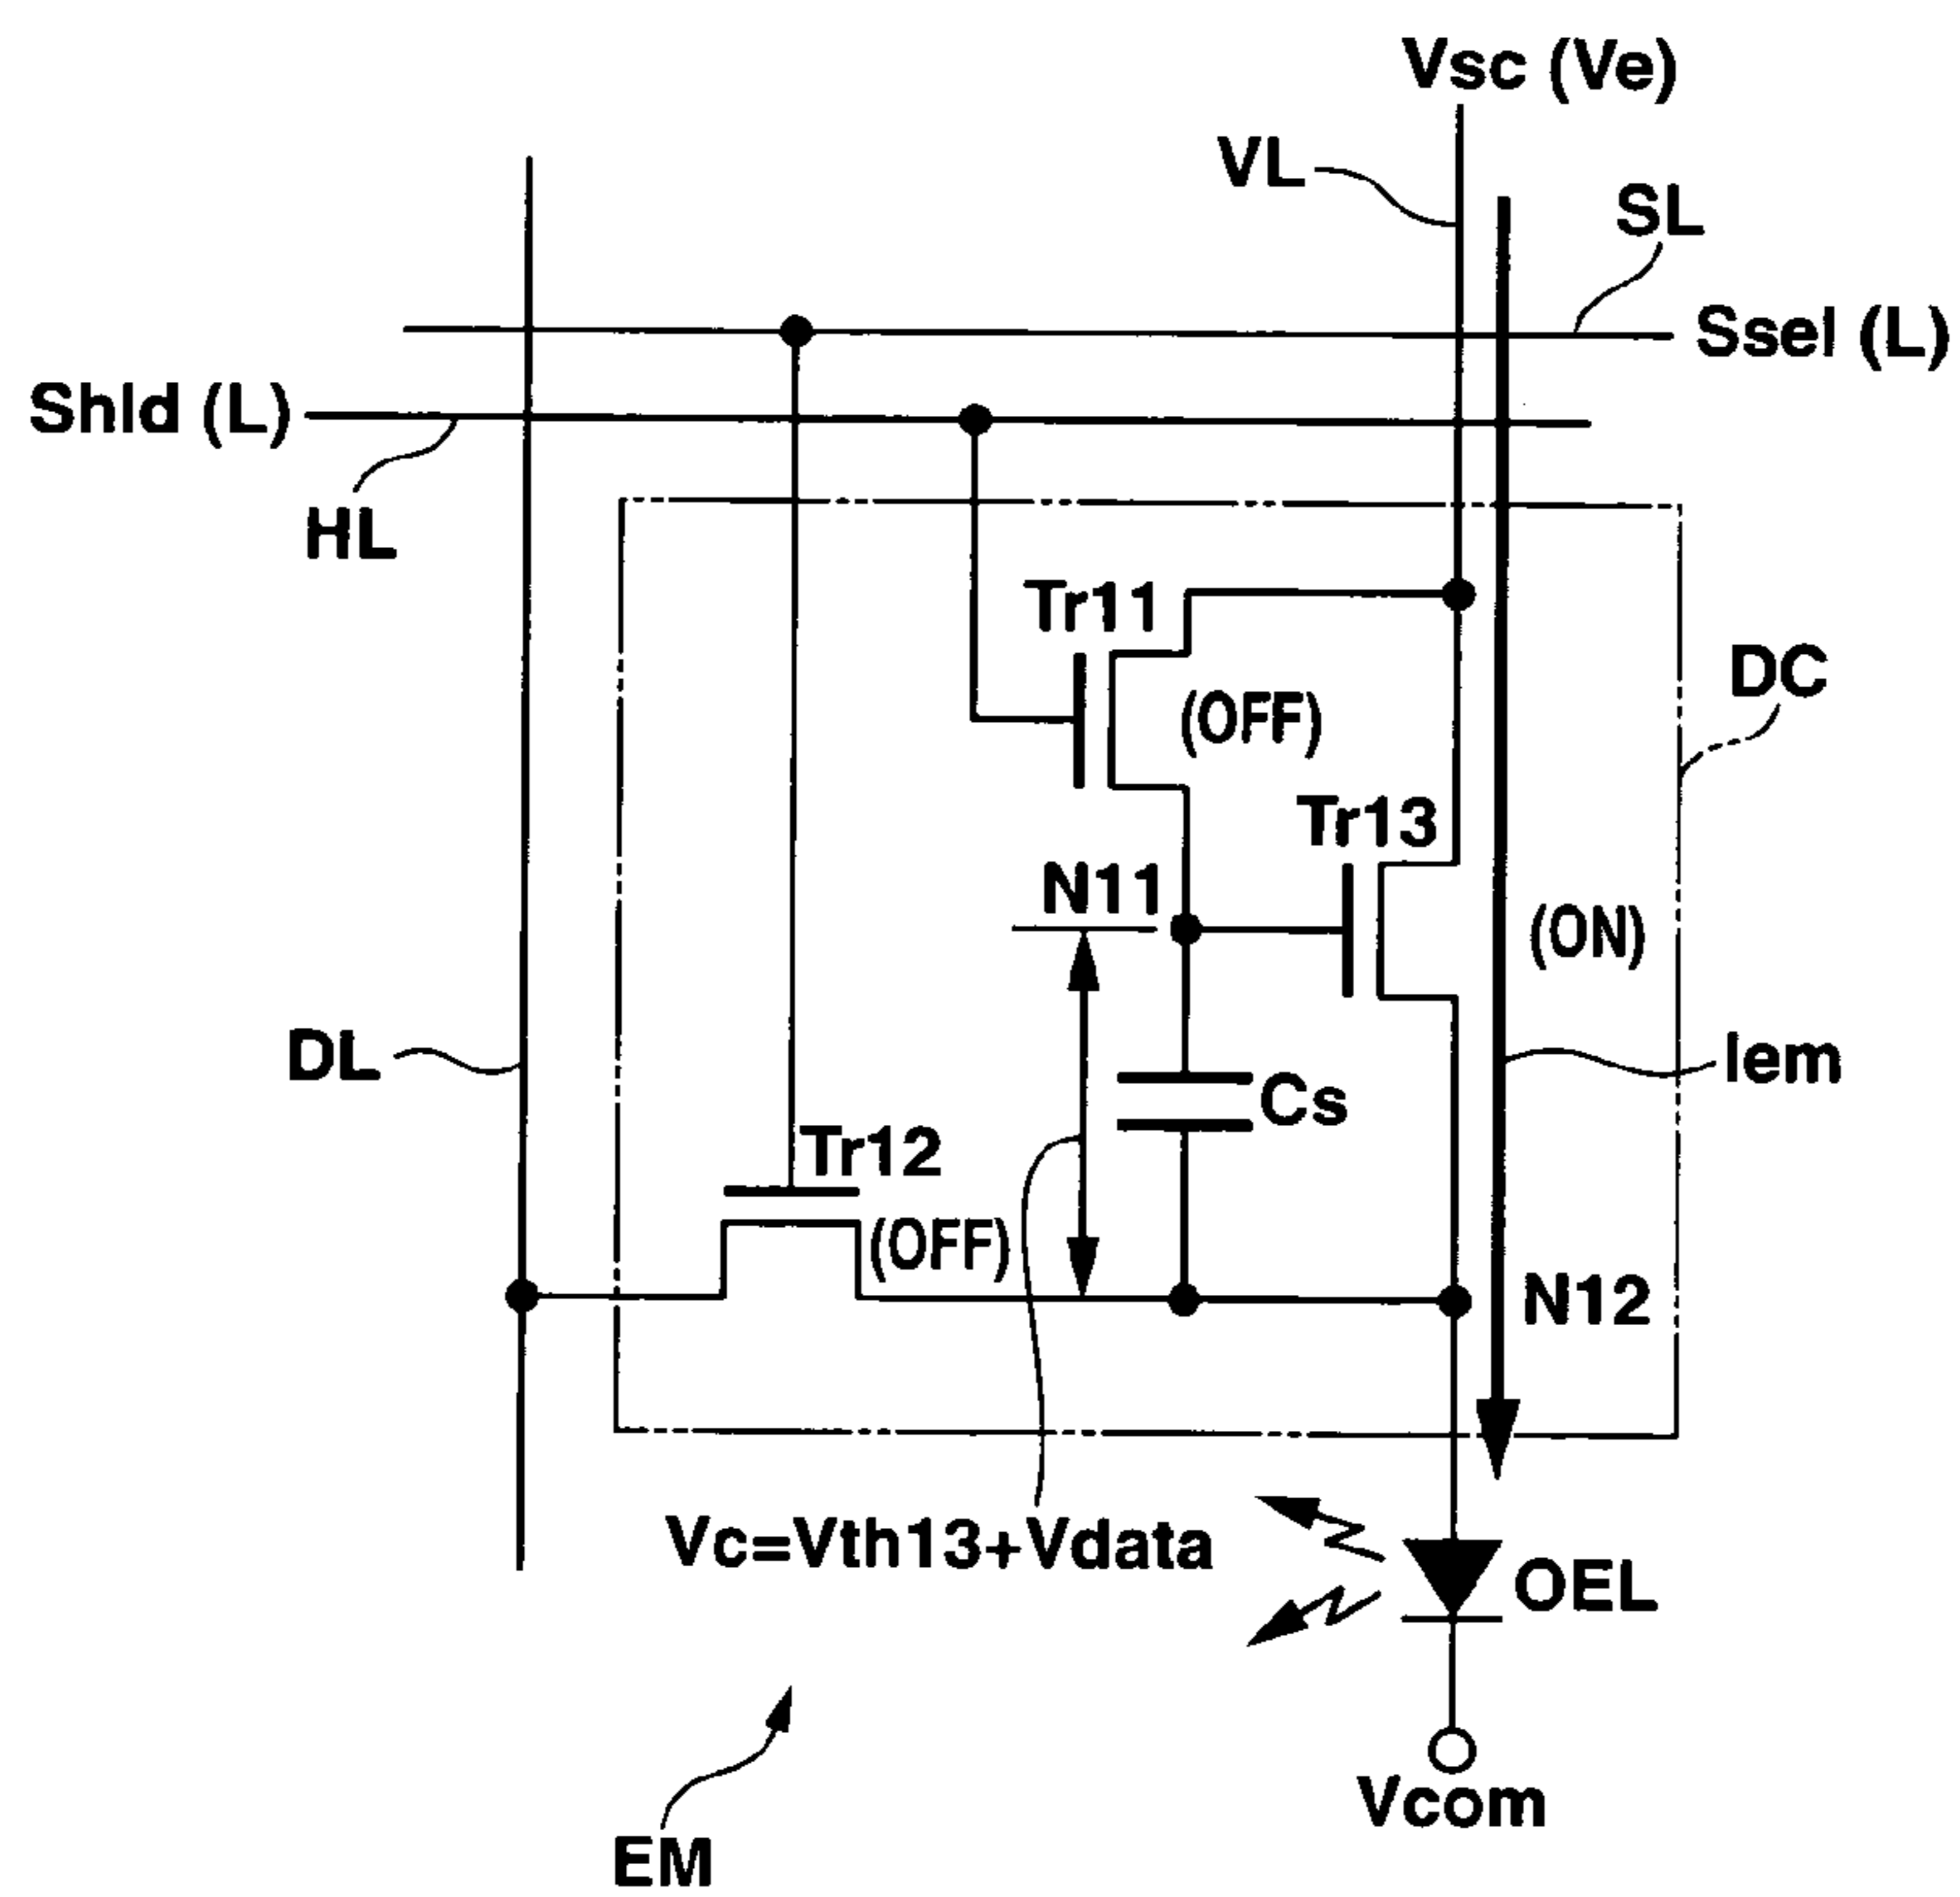 Vsc (Ve)
VL
SL
Ssel (L)
Shld (L)
HL
Tr11
(OFF)
DC
Tr13
N11
(ON)
DL
Iem
Cs
Tr12
(OFF)
N12
Vc=Vth13+Vdata
OEL
Vcom
EM